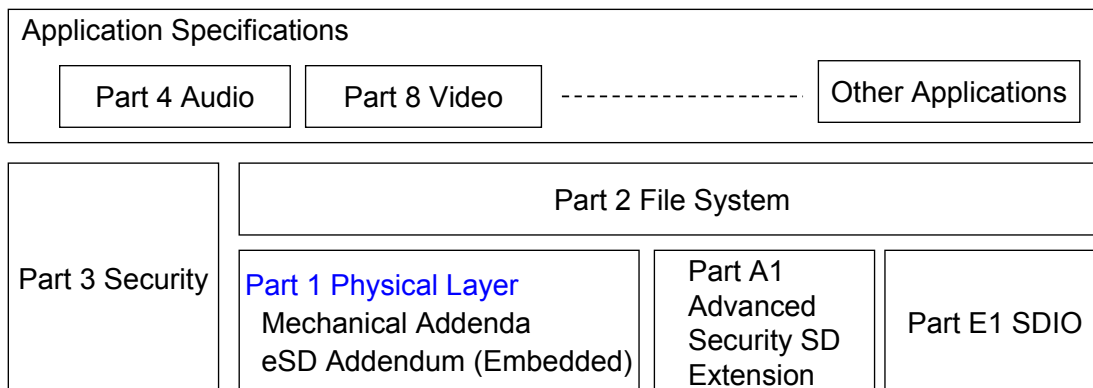 Application Specifications
Part 4 Audio
Part 8 Video
Other Applications
Part 2 File System
Part 3 Security
Part 1 Physical Layer
Mechanical Addenda
eSD Addendum (Embedded)
Part A1
Advanced
Security SD
Extension
Part E1 SDIO